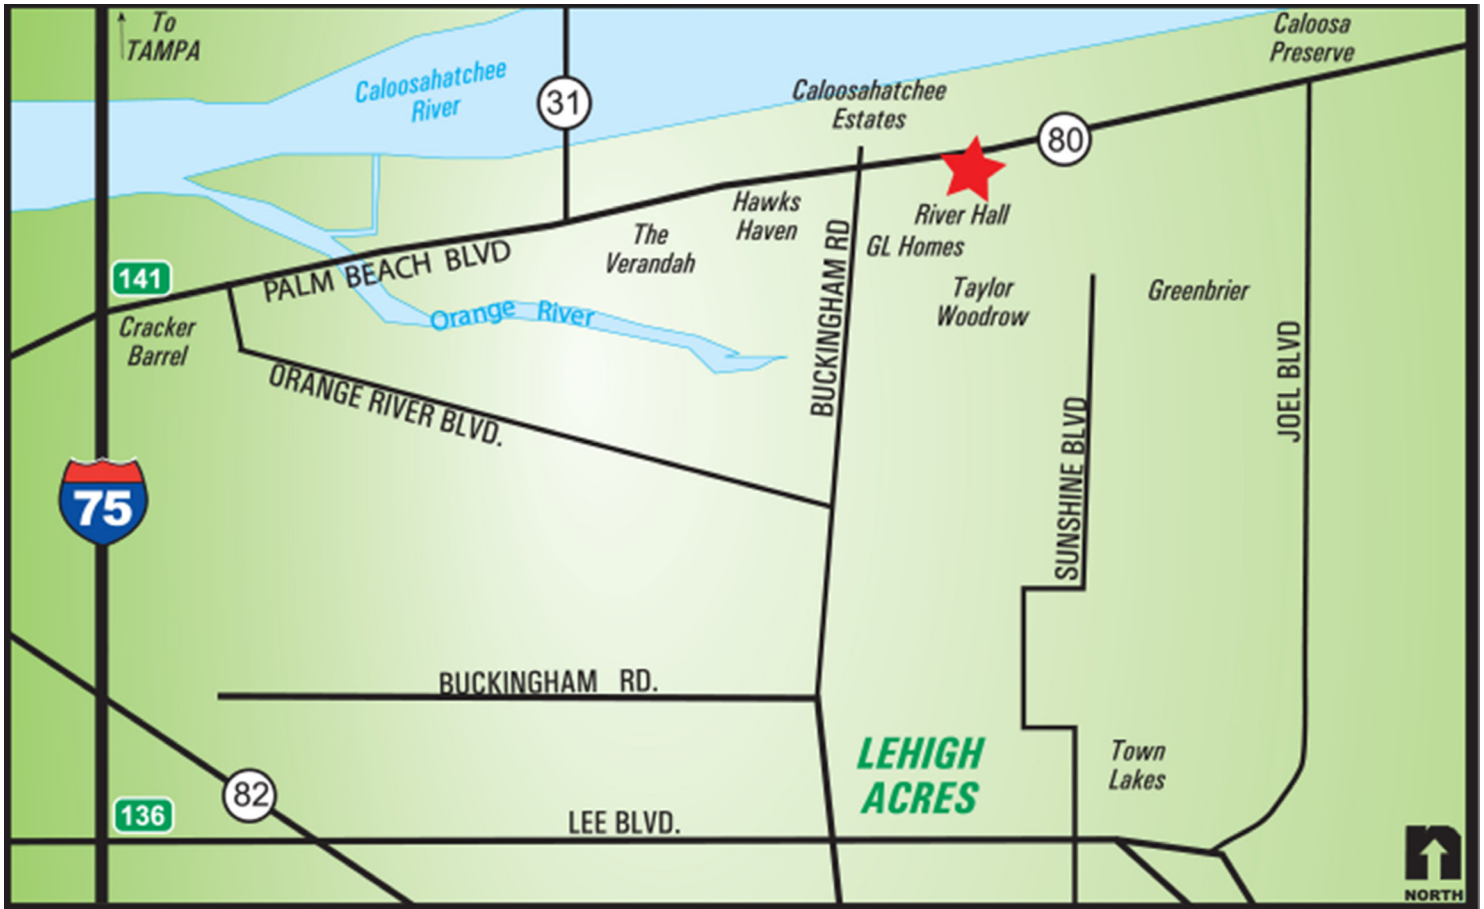 To
TAMPA
Caloosahatchee
River
31
Caloosahatchee
Estates
Caloosa
Preserve
80
Hawks
Haven
The
Verandah
River Hall
GL Homes
Taylor
Woodrow
Greenbrier
141
PALM BEACH BLVD
Cracker
Barrel
Orange River
BUCKINGHAM RD
ORANGE RIVER BLVD.
SUNSHINE BLVD
JOEL BLVD
75
BUCKINGHAM RD.
LEHIGH
ACRES
Town
Lakes
82
136
LEE BLVD.
n
NORTH